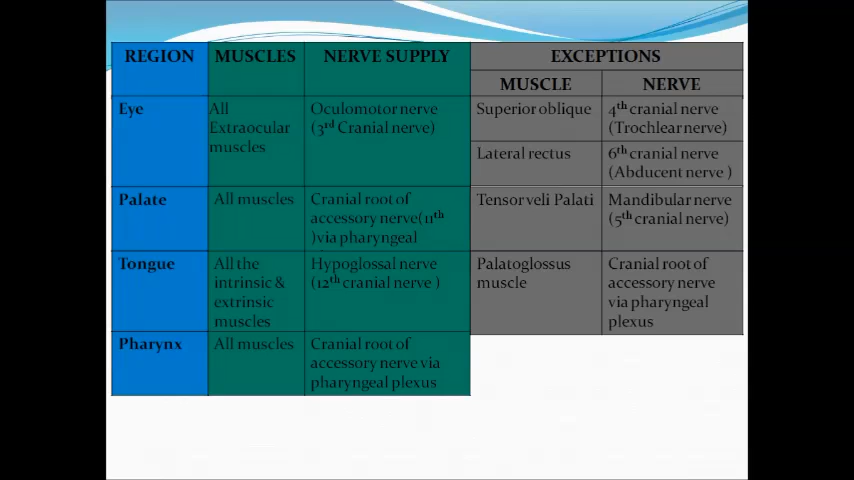 REGION MUSCLES NERVE SUPPLY EXCEPTIONS
MUSCLE NERVE
Eye
All
Extraocular
muscles
Oculomotor nerve
(3rd Cranial nerve)
Superior oblique
4th cranial nerve
(Trochlear nerve)
Lateral rectus
6th cranial nerve
(Abducent nerve )
Palate
All muscles
Cranial root of
accessory nerve(11th
)via pharyngeal
Tensor veli Palati
Mandibular nerve
(5th cranial nerve)
Tongue
All the
intrinsic &
extrinsic
muscles
Hypoglossal nerve
(12th cranial nerve )
Palatoglossus
muscle
Cranial root of
accessory nerve
via pharyngeal
plexus
Pharynx
All muscles
Cranial root of
accessory nerve via
pharyngeal plexus